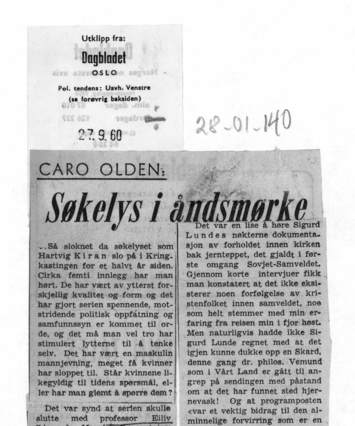 Utklipp fra:
Dagbladet
OSLO
Pol. tendens: Uavh. Venstre
(se forøvrig baksiden)
27. 9. 60
28-01-140
CARO OLDEN:
Søkelys i åndsmørke
..Så sloknet da søkelyset som
Hartvig Kiran slo på i Kring-
kastingen for et halvt år siden.
Cirka femti innlegg har man
hørt. De har vært av ytterst for-
skjellig kvalitet og form og det
har gjort serien spennende, mot-
stridende politisk oppfatning og
samfunnssyn er kommet til or-
de, og det må man vel tro har
stimulert lytterne til å tenke
selv. Det har vært en maskulin
mannjevning, meget få kvinner
har sloppet til. Står kvinnene li-
kegyldig til tidens spørsmål, el-
ler har man glemt å spørre dem?
Det var synd at serien skulle
slutte med professor Eiliv
Det var en lise å høre Sigurd
Lundes nøkterne dokumenta-
sjon av forholdet innen kirken
bak jernteppet, det gjaldt i før-
ste omgang Sovjet-Samveldet.
Gjennom korte intervjuer fikk
man konstatert at det ikke eksi-
sterer noen forfølgelse av kri-
stenfolket innen samveldet, noe
som helt stemmer med min er-
faring fra reisen min i fjor høst.
Men naturligvis hadde ikke Si-
gurd Lunde regnet med at det
igjen kunne dukke opp en Skard,
denne gang dr. philos. Vemund
som i Vårt Land er gått til an-
grep på sendingen med påstand
om at det har funnet sted hjer-
nevask! Og at programposten
«var et vektig bidrag til den al-
minnelige forvirring som er en